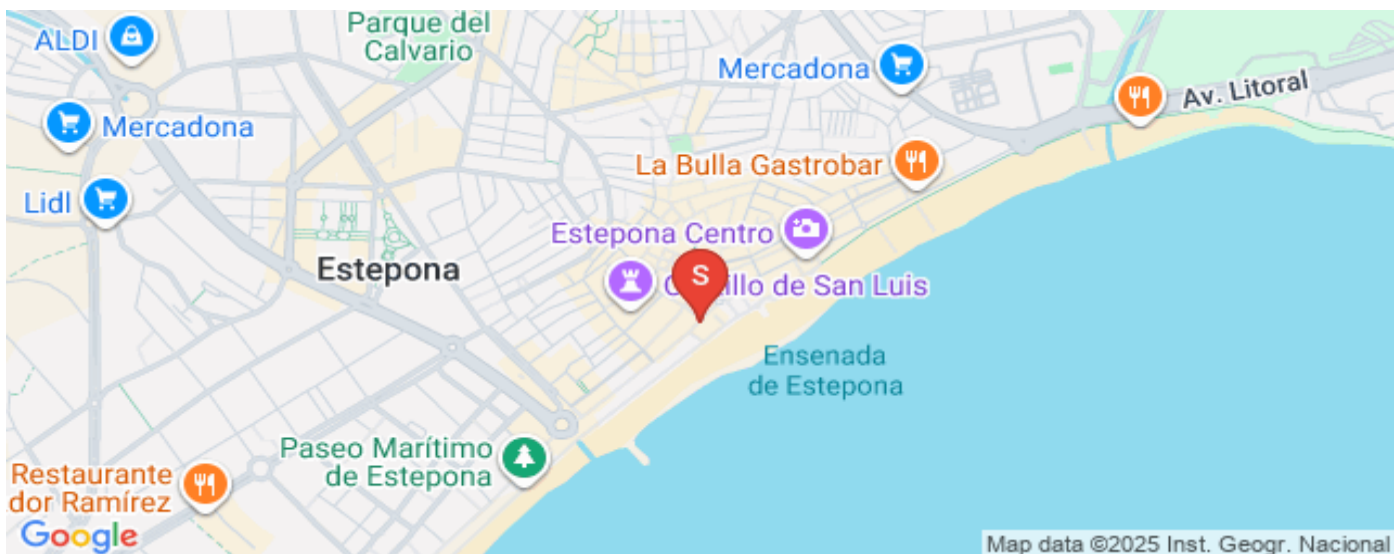 Parque del
Calvario
ALDI
Mercadona
Mercadona
Av. Litoral
La Bulla Gastrobar
Lidl
Estepona Centro
Estepona
S
illo de San Luis
Ensenada
de Estepona
Paseo Marítimo
de Estepona
Restaurante
dor Ramírez
Google
Map data ©2025 Inst. Geogr. Nacional